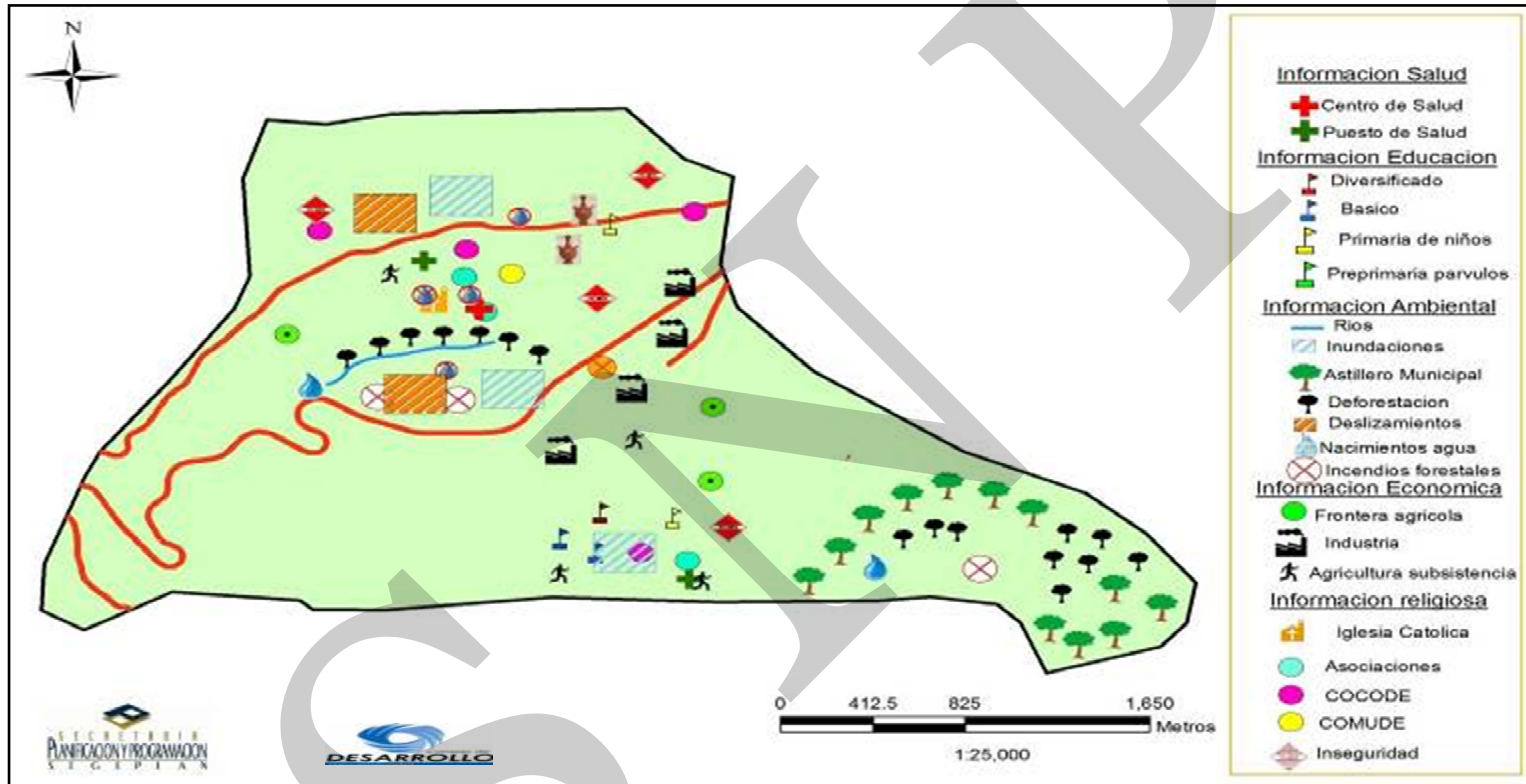 N
Informacion Salud
Centro de Salud
Puesto de Salud
Informacion Educacion
Diversificado
Basico
Primaria de niños
Preprimaria parvulos
Informacion Ambiental
Rios
Inundaciones
Astillero Municipal
Deforestacion
Deslizamientos
Nacimientos agua
Incendios forestales
Informacion Economica
Frontera agricola
Industria
Agricultura subsistencia
Informacion religiosa
Iglesia Catolica
Asociaciones
COCODE
COMUDE
Inseguridad
0 412.5 825 1,650
Metros
1:25,000
PLANIFICACION Y PROGRAMACION
SEGEPLAN
DESARROLLO
S N P